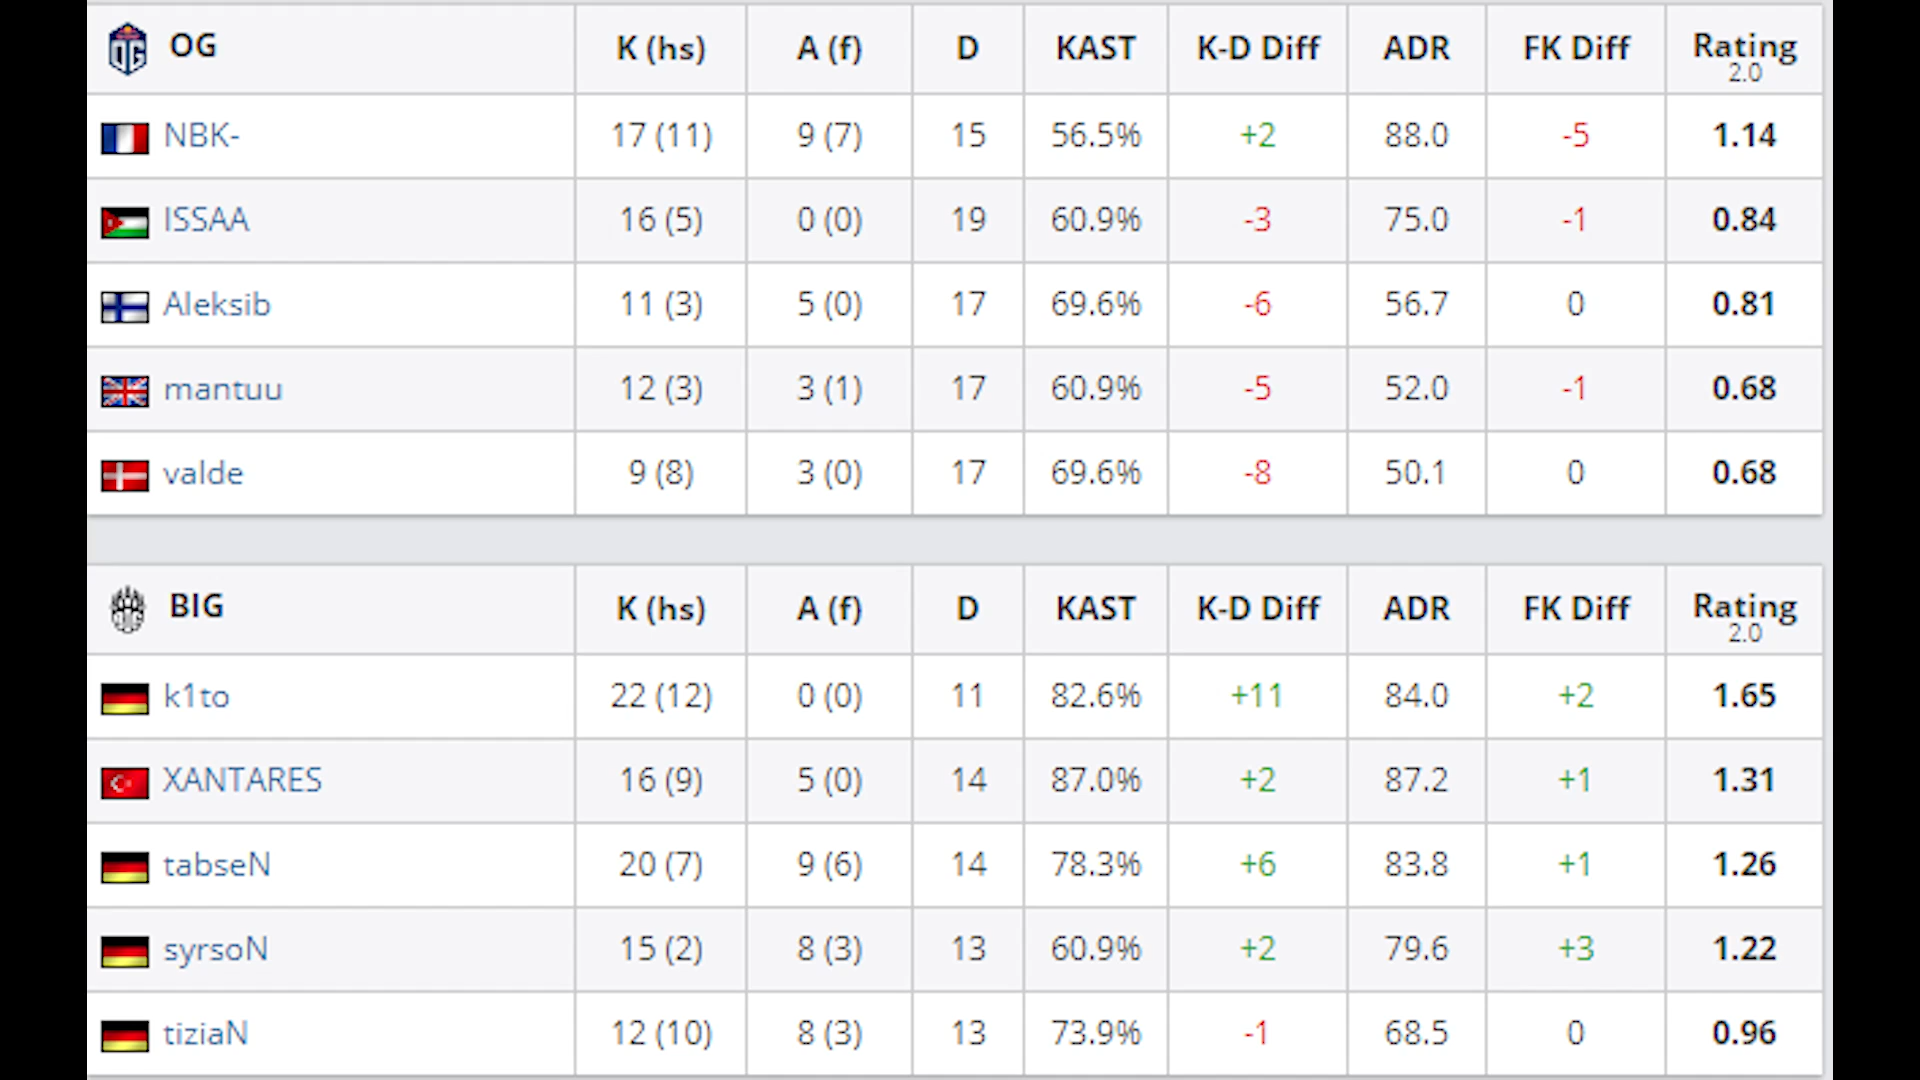 OG K (hs) A (f) D KAST K-D Diff ADR FK Diff Rating 2.0
NBK- 17 (11) 9 (7) 15 56.5% +2 88.0 -5 1.14
ISSAA 16 (5) 0 (0) 19 60.9% -3 75.0 -1 0.84
Aleksib 11 (3) 5 (0) 17 69.6% -6 56.7 0 0.81
mantuu 12 (3) 3 (1) 17 60.9% -5 52.0 -1 0.68
valde 9 (8) 3 (0) 17 69.6% -8 50.1 0 0.68
BIG K (hs) A (f) D KAST K-D Diff ADR FK Diff Rating 2.0
k1to 22 (12) 0 (0) 11 82.6% +11 84.0 +2 1.65
XANTARES 16 (9) 5 (0) 14 87.0% +2 87.2 +1 1.31
tabseN 20 (7) 9 (6) 14 78.3% +6 83.8 +1 1.26
syrsoN 15 (2) 8 (3) 13 60.9% +2 79.6 +3 1.22
tiziaN 12 (10) 8 (3) 13 73.9% -1 68.5 0 0.96